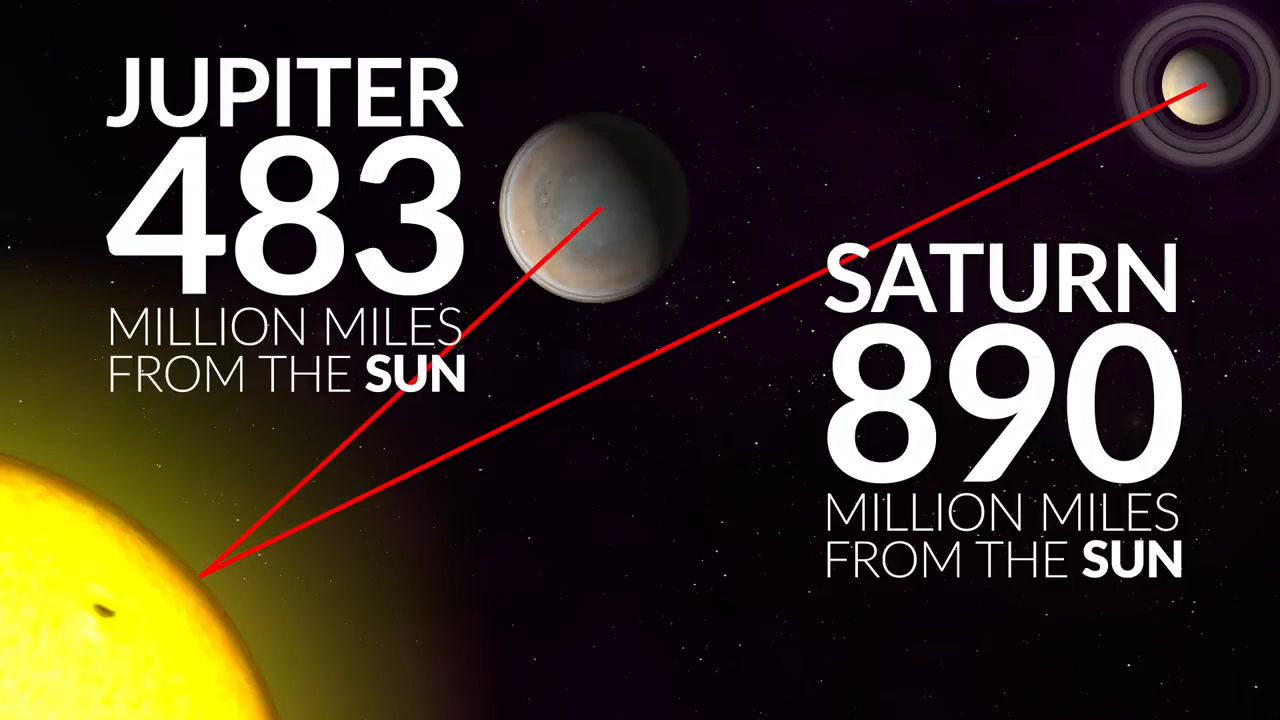 JUPITER
483
MILLION MILES
FROM THE SUN
SATURN
890
MILLION MILES
FROM THE SUN